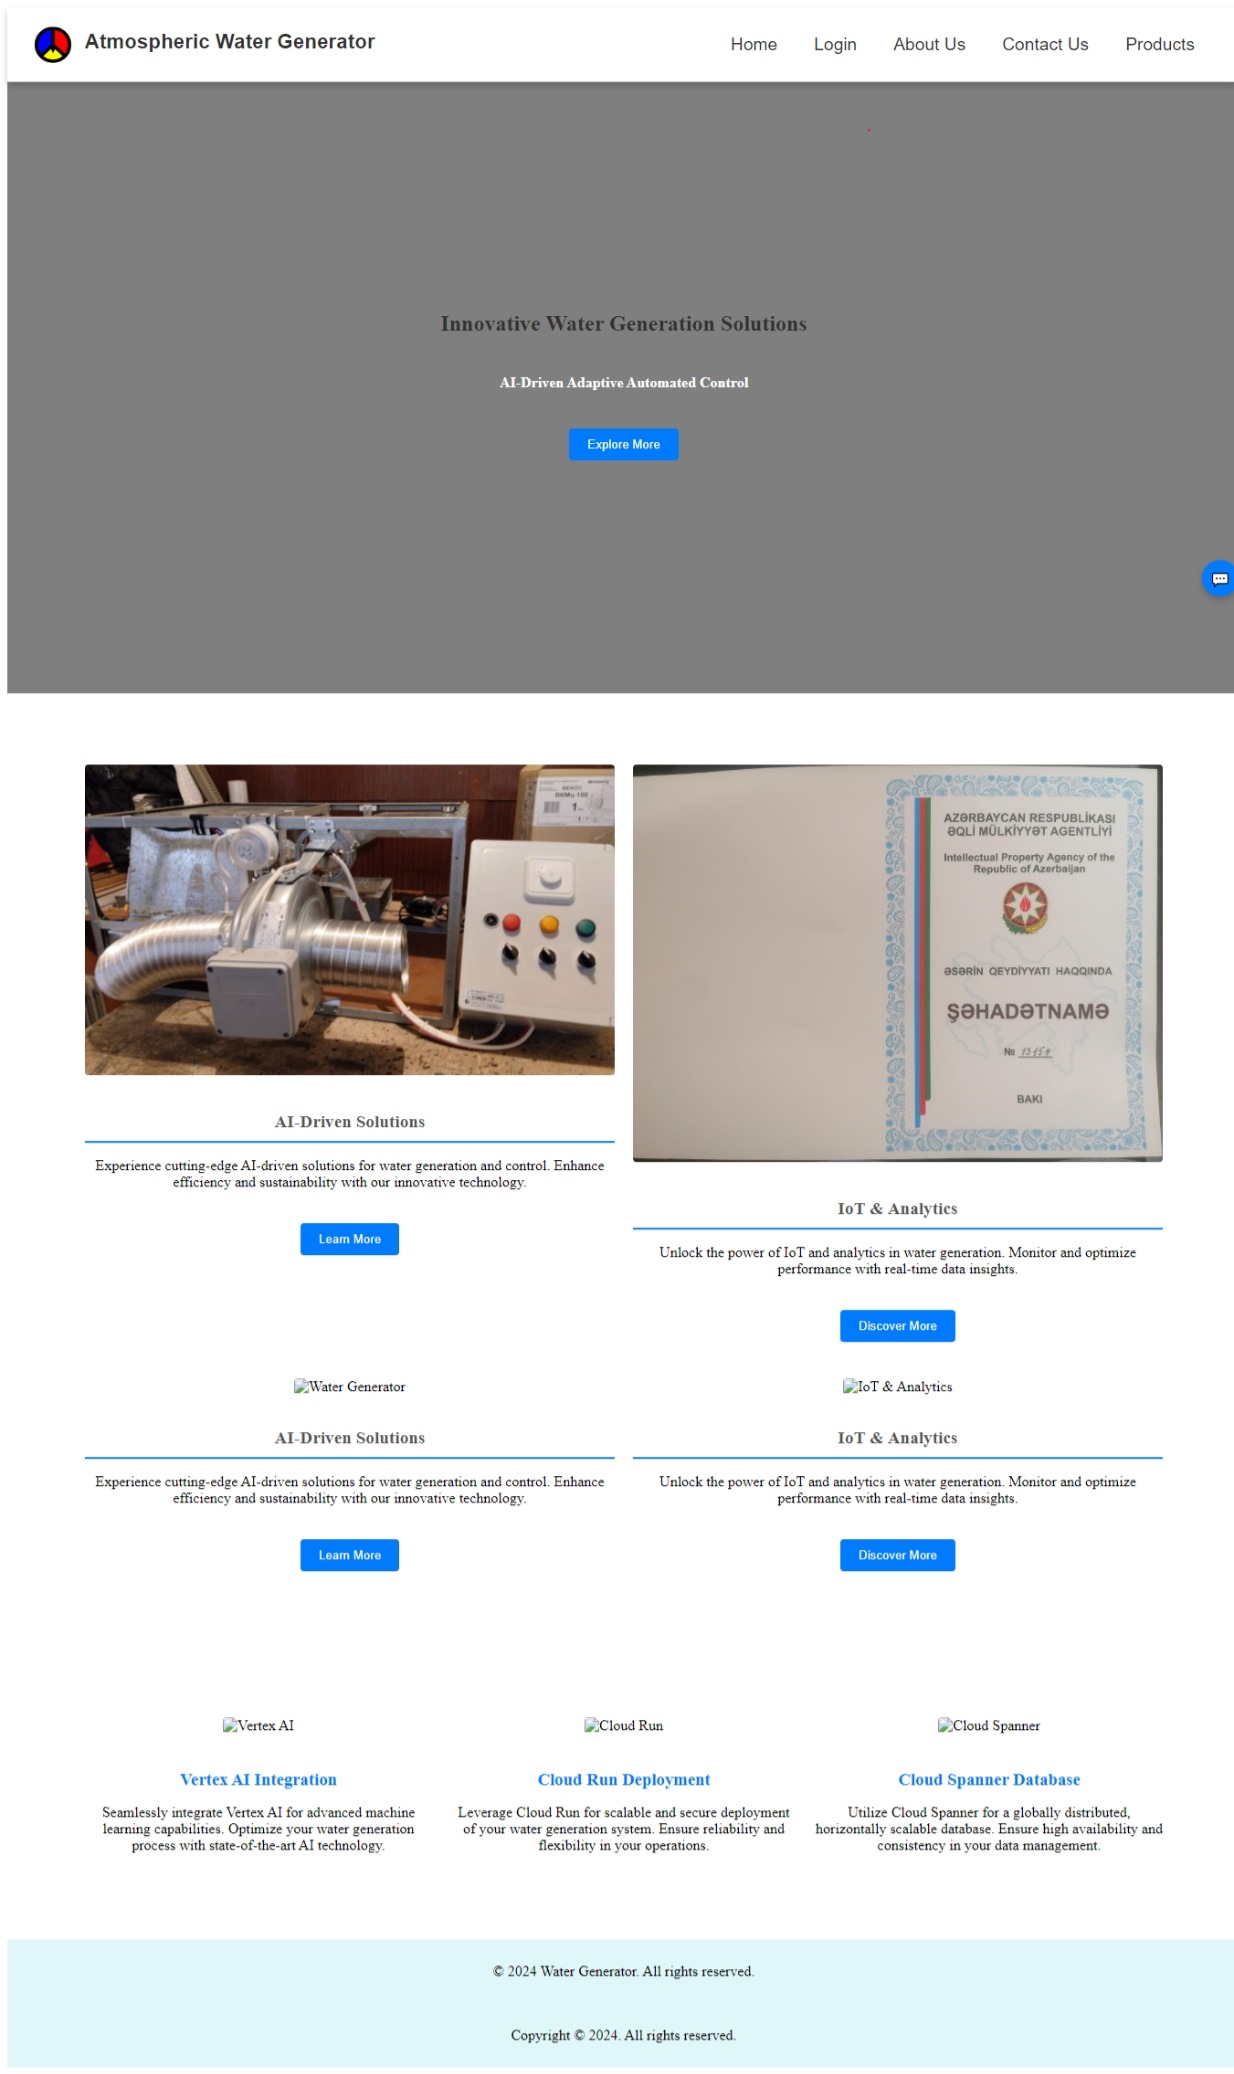 Atmospheric Water Generator
Home Login About Us Contact Us Products
Innovative Water Generation Solutions
AI-Driven Adaptive Automated Control
Explore More
AZƏRBAYCAN RESPUBLİKASI
ƏQLİ MÜLKİYYƏT AGENTLİYİ
Intellectual Property Agency of the
Republic of Azerbaijan
ƏSƏRİN QEYDİYYATI HAQQINDA
ŞƏHADƏTNAMƏ
№
BAKI
AI-Driven Solutions
Experience cutting-edge AI-driven solutions for water generation and control. Enhance
efficiency and sustainability with our innovative technology.
Learn More
IoT & Analytics
Unlock the power of IoT and analytics in water generation. Monitor and optimize
performance with real-time data insights.
Discover More
Water Generator
AI-Driven Solutions
Experience cutting-edge AI-driven solutions for water generation and control. Enhance
efficiency and sustainability with our innovative technology.
Learn More
IoT & Analytics
IoT & Analytics
Unlock the power of IoT and analytics in water generation. Monitor and optimize
performance with real-time data insights.
Discover More
Vertex AI
Vertex AI Integration
Seamlessly integrate Vertex AI for advanced machine
learning capabilities. Optimize your water generation
process with state-of-the-art AI technology.
Cloud Run
Cloud Run Deployment
Leverage Cloud Run for scalable and secure deployment
of your water generation system. Ensure reliability and
flexibility in your operations.
Cloud Spanner
Cloud Spanner Database
Utilize Cloud Spanner for a globally distributed,
horizontally scalable database. Ensure high availability and
consistency in your data management.
© 2024 Water Generator. All rights reserved.
Copyright © 2024. All rights reserved.